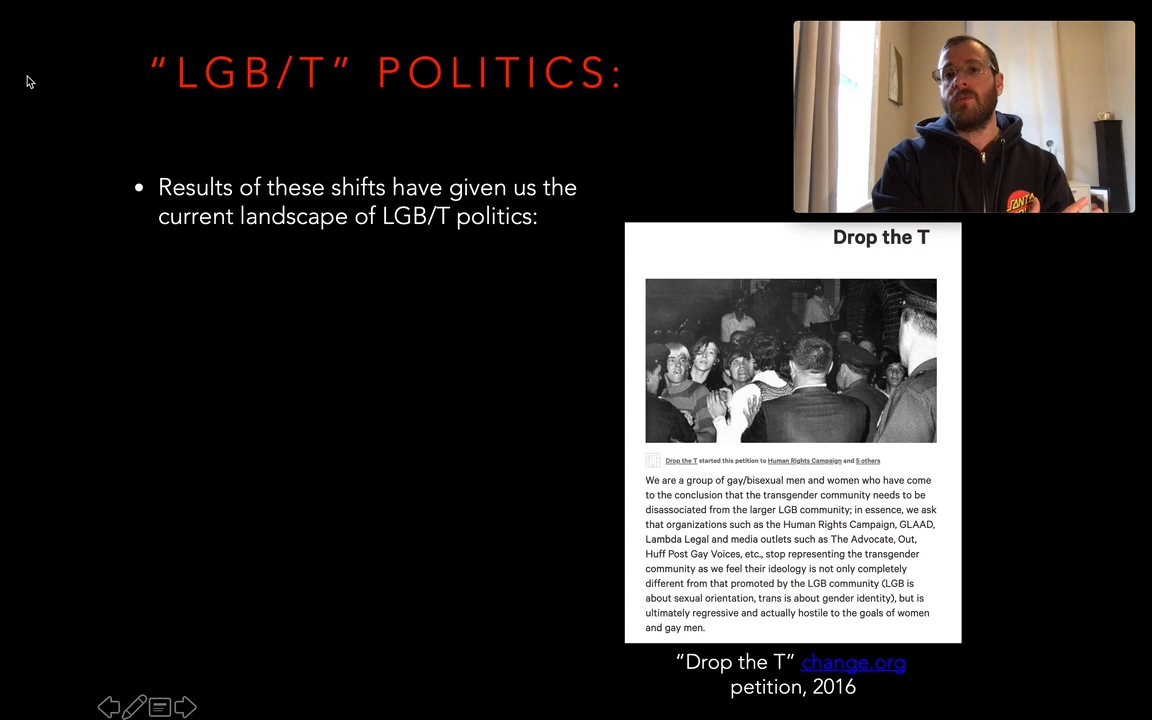 “LGB/T” POLITICS:
• Results of these shifts have given us the
current landscape of LGB/T politics:
SANTA
Drop the T
Drop the T started this petition to Human Rights Campaign and 5 others
We are a group of gay/bisexual men and women who have come
to the conclusion that the transgender community needs to be
disassociated from the larger LGB community; in essence, we ask
that organizations such as the Human Rights Campaign, GLAAD,
Lambda Legal and media outlets such as The Advocate, Out,
Huff Post Gay Voices, etc., stop representing the transgender
community as we feel their ideology is not only completely
different from that promoted by the LGB community (LGB is
about sexual orientation, trans is about gender identity), but is
ultimately regressive and actually hostile to the goals of women
and gay men.
“Drop the T” change.org
petition, 2016